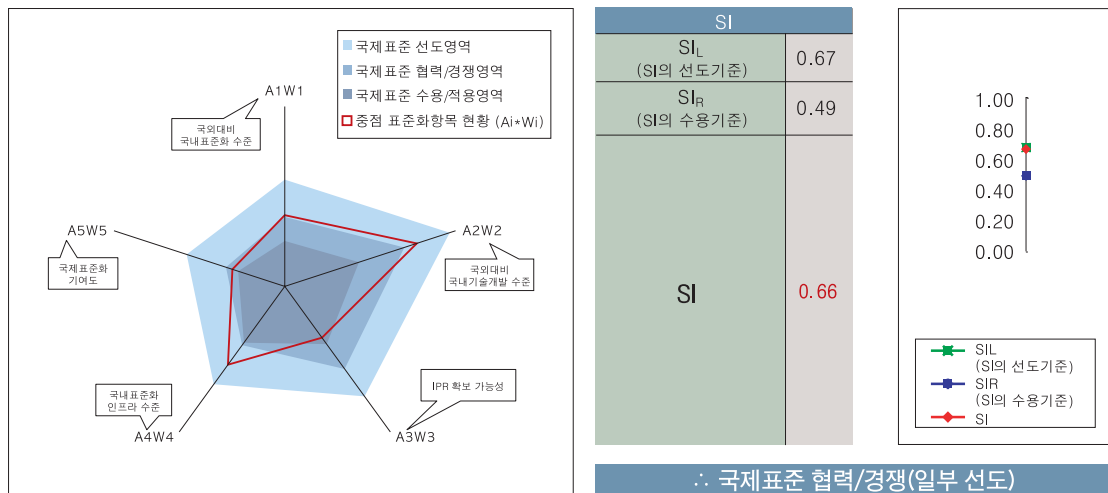 국제표준 선도영역
국제표준 협력/경쟁영역
국제표준 수용/적용영역
중점 표준화항목 현황 (Ai*Wi)
A1W1
국외대비
국내표준화 수준
A2W2
국외대비
국내기술개발 수준
A5W5
국제표준화
기여도
국내표준화
인프라 수준
A4W4
IPR 확보 가능성
A3W3
SI
SIL
(SI의 선도기준)
0.67
SIR
(SI의 수용기준)
0.49
SI
0.66
1.00
0.80
0.60
0.40
0.20
0.00
SIL
(SI의 선도기준)
SIR
(SI의 수용기준)
SI
∴ 국제표준 협력/경쟁(일부 선도)